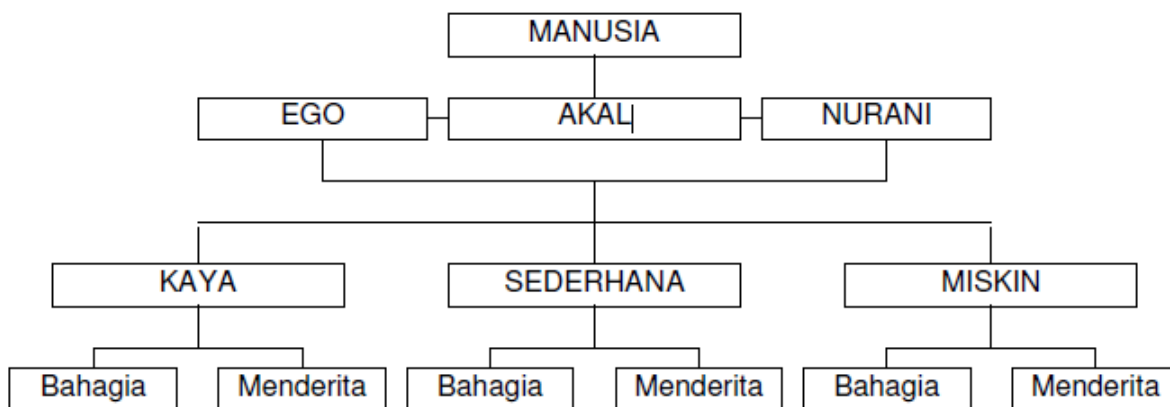 MANUSIA
EGO AKAL NURANI
KAYA SEDERHANA MISKIN
Bahagia Menderita Bahagia Menderita Bahagia Menderita